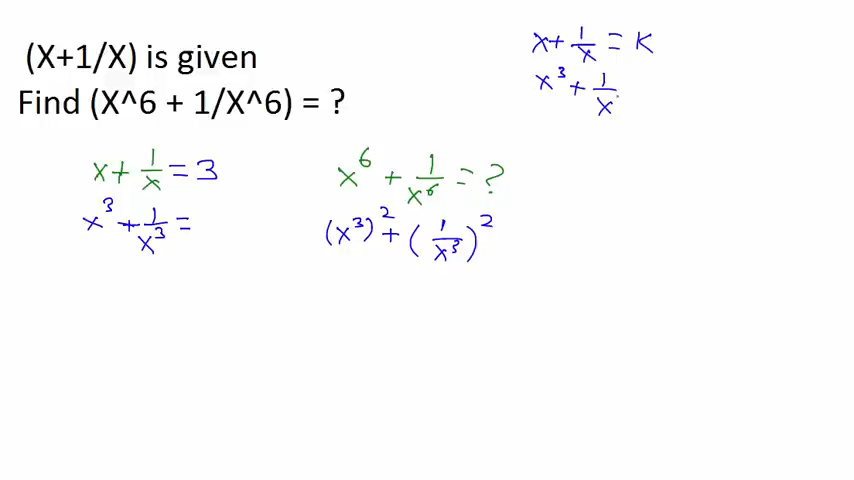 (X+1/X) is given
Find (X^6 + 1/X^6) = ?
x + 1/x = K
x^3 + 1/x
x + 1/x = 3
x^3 + 1/x^3 =
x^6 + 1/x^6 = ?
(x^3)^2 + (1/x^3)^2